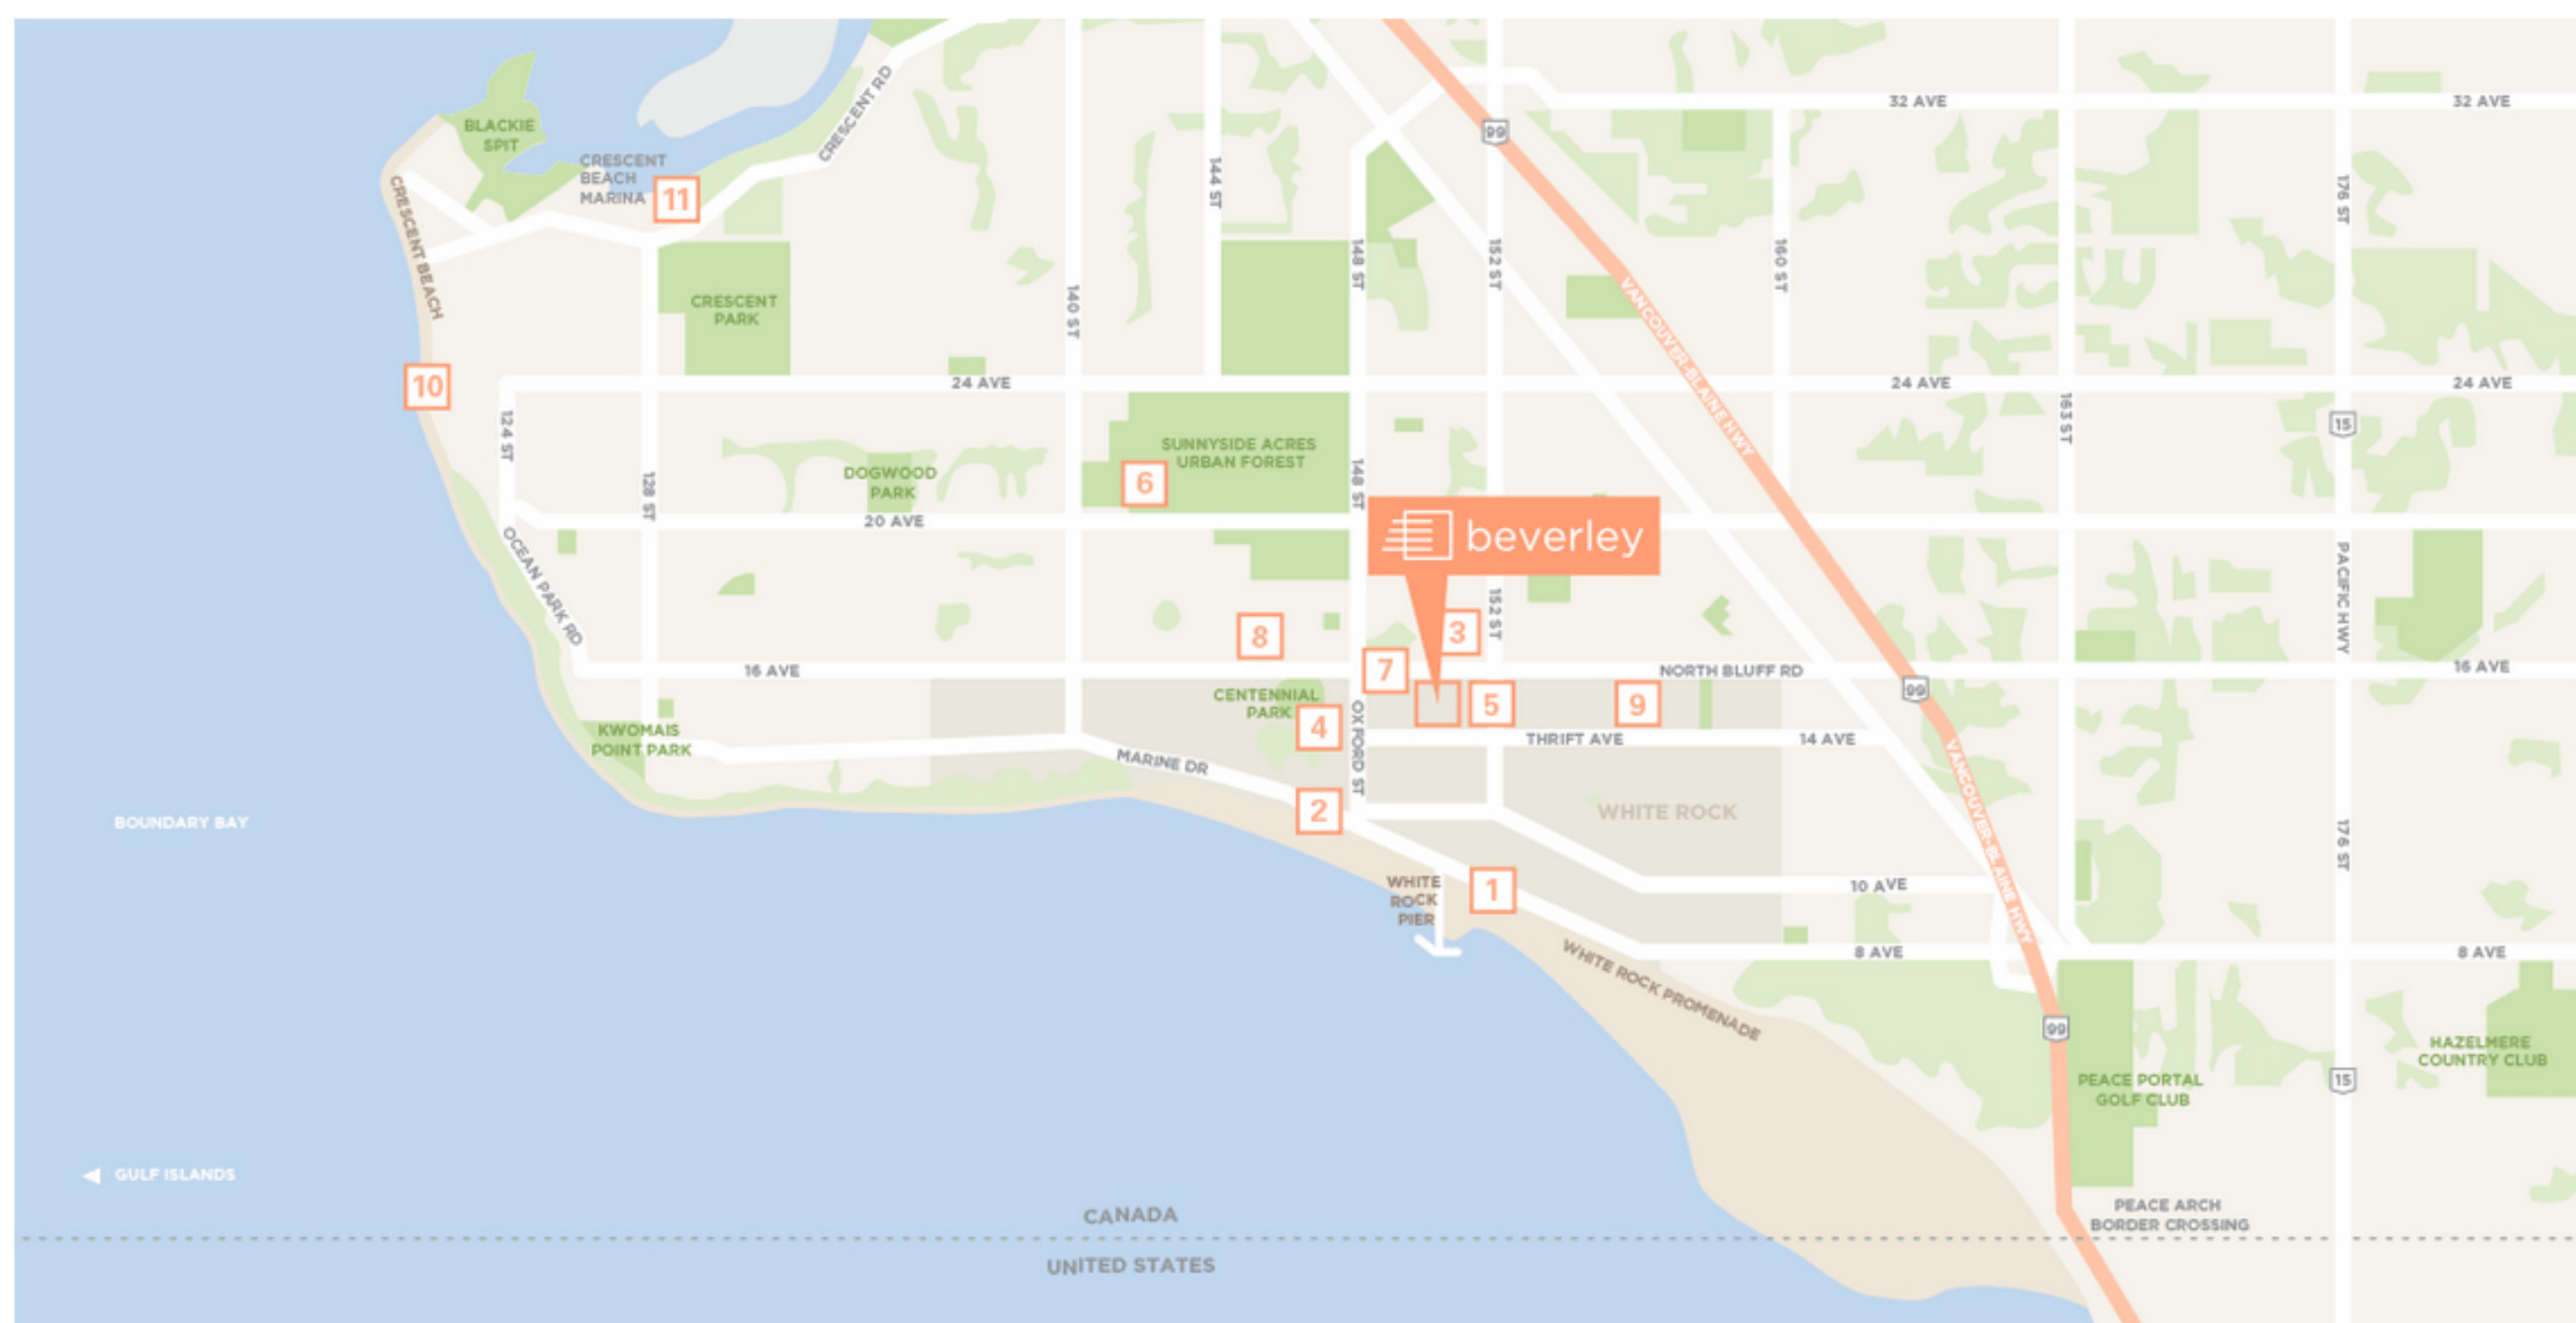 32 AVE
32 AVE
99
BLACKIE
SPIT
CRESCENT RD
CRESCENT
BEACH
MARINA
11
144 ST
176 ST
CRESCENT BEACH
148 ST
152 ST
160 ST
CRESCENT
PARK
140 ST
VANCOUVER-BLAINE HWY
10
24 AVE
24 AVE
24 AVE
124 ST
163 ST
15
SUNNYSIDE ACRES
URBAN FOREST
6
DOGWOOD
PARK
128 ST
148 ST
20 AVE
beverley
OCEAN PARK RD
152 ST
PACIFIC HWY
8
3
7
16 AVE
NORTH BLUFF RD
16 AVE
99
CENTENNIAL
PARK
4
5
9
OXFORD ST
KWOMAIS
POINT PARK
THRIFT AVE
14 AVE
MARINE DR
VANCOUVER-BLAINE HWY
2
WHITE ROCK
BOUNDARY BAY
176 ST
WHITE
ROCK
PIER
1
10 AVE
8 AVE
8 AVE
WHITE ROCK PROMENADE
99
HAZELMERE
COUNTRY CLUB
PEACE PORTAL
GOLF CLUB
15
GULF ISLANDS
PEACE ARCH
BORDER CROSSING
CANADA
UNITED STATES